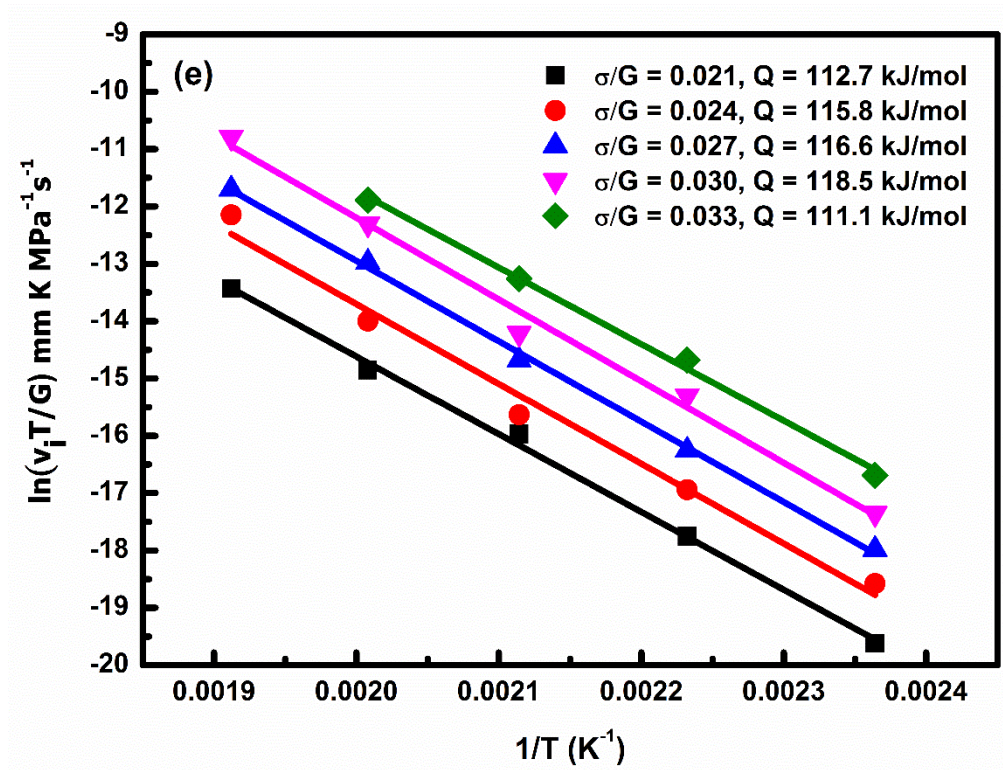 (e)
σ/G = 0.021, Q = 112.7 kJ/mol
σ/G = 0.024, Q = 115.8 kJ/mol
σ/G = 0.027, Q = 116.6 kJ/mol
σ/G = 0.030, Q = 118.5 kJ/mol
σ/G = 0.033, Q = 111.1 kJ/mol
ln(vᵢT/G) mm K MPa⁻¹s⁻¹
-9
-10
-11
-12
-13
-14
-15
-16
-17
-18
-19
-20
0.0019 0.0020 0.0021 0.0022 0.0023 0.0024
1/T (K⁻¹)